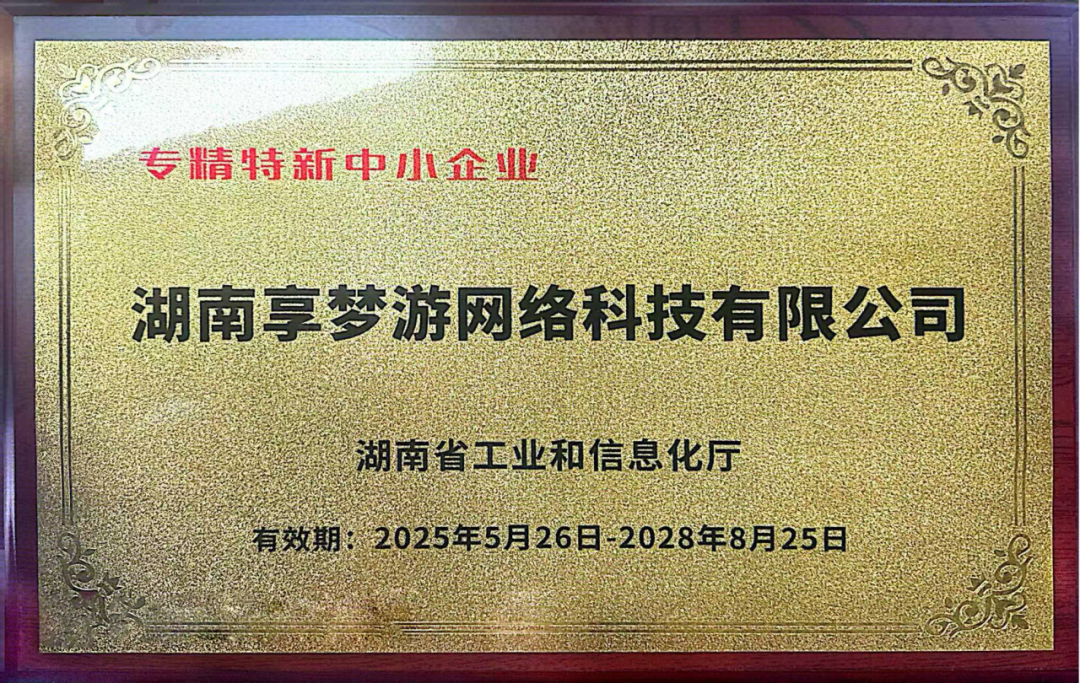 专精特新中小企业
湖南享梦游网络科技有限公司
湖南省工业和信息化厅
有效期：2025年5月26日-2028年8月25日